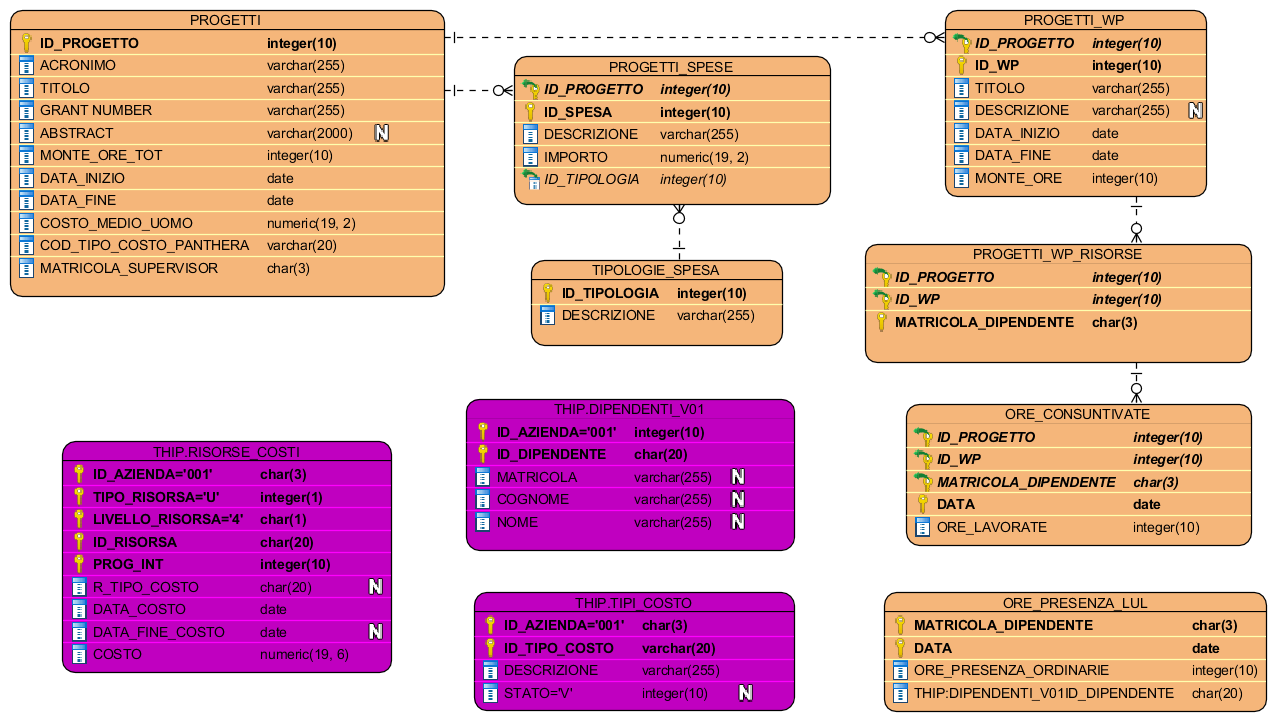 PROGETTI
ID_PROGETTO integer(10)
ACRONIMO varchar(255)
TITOLO varchar(255)
GRANT NUMBER varchar(255)
ABSTRACT varchar(2000) N
MONTE_ORE_TOT integer(10)
DATA_INIZIO date
DATA_FINE date
COSTO_MEDIO_UOMO numeric(19, 2)
COD_TIPO_COSTO_PANTHERA varchar(20)
MATRICOLA_SUPERVISOR char(3)
PROGETTI_SPESE
ID_PROGETTO integer(10)
ID_SPESA integer(10)
DESCRIZIONE varchar(255)
IMPORTO numeric(19, 2)
ID_TIPOLOGIA integer(10)
PROGETTI_WP
ID_PROGETTO integer(10)
ID_WP integer(10)
TITOLO varchar(255)
DESCRIZIONE varchar(255) N
DATA_INIZIO date
DATA_FINE date
MONTE_ORE integer(10)
TIPOLOGIE_SPESA
ID_TIPOLOGIA integer(10)
DESCRIZIONE varchar(255)
PROGETTI_WP_RISORSE
ID_PROGETTO integer(10)
ID_WP integer(10)
MATRICOLA_DIPENDENTE char(3)
THIP.RISORSE_COSTI
ID_AZIENDA='001' char(3)
TIPO_RISORSA='U' integer(1)
LIVELLO_RISORSA='4' char(1)
ID_RISORSA char(20)
PROG_INT integer(10)
R_TIPO_COSTO char(20) N
DATA_COSTO date
DATA_FINE_COSTO date N
COSTO numeric(19, 6)
THIP.DIPENDENTI_V01
ID_AZIENDA='001' integer(10)
ID_DIPENDENTE char(20)
MATRICOLA varchar(255) N
COGNOME varchar(255) N
NOME varchar(255) N
ORE_CONSUNTIVATE
ID_PROGETTO integer(10)
ID_WP integer(10)
MATRICOLA_DIPENDENTE char(3)
DATA date
ORE_LAVORATE integer(10)
THIP.TIPI_COSTO
ID_AZIENDA='001' char(3)
ID_TIPO_COSTO varchar(20)
DESCRIZIONE varchar(255)
STATO='V' integer(10) N
ORE_PRESENZA_LUL
MATRICOLA_DIPENDENTE char(3)
DATA date
ORE_PRESENZA_ORDINARIE integer(10)
THIP:DIPENDENTI_V01ID_DIPENDENTE char(20)